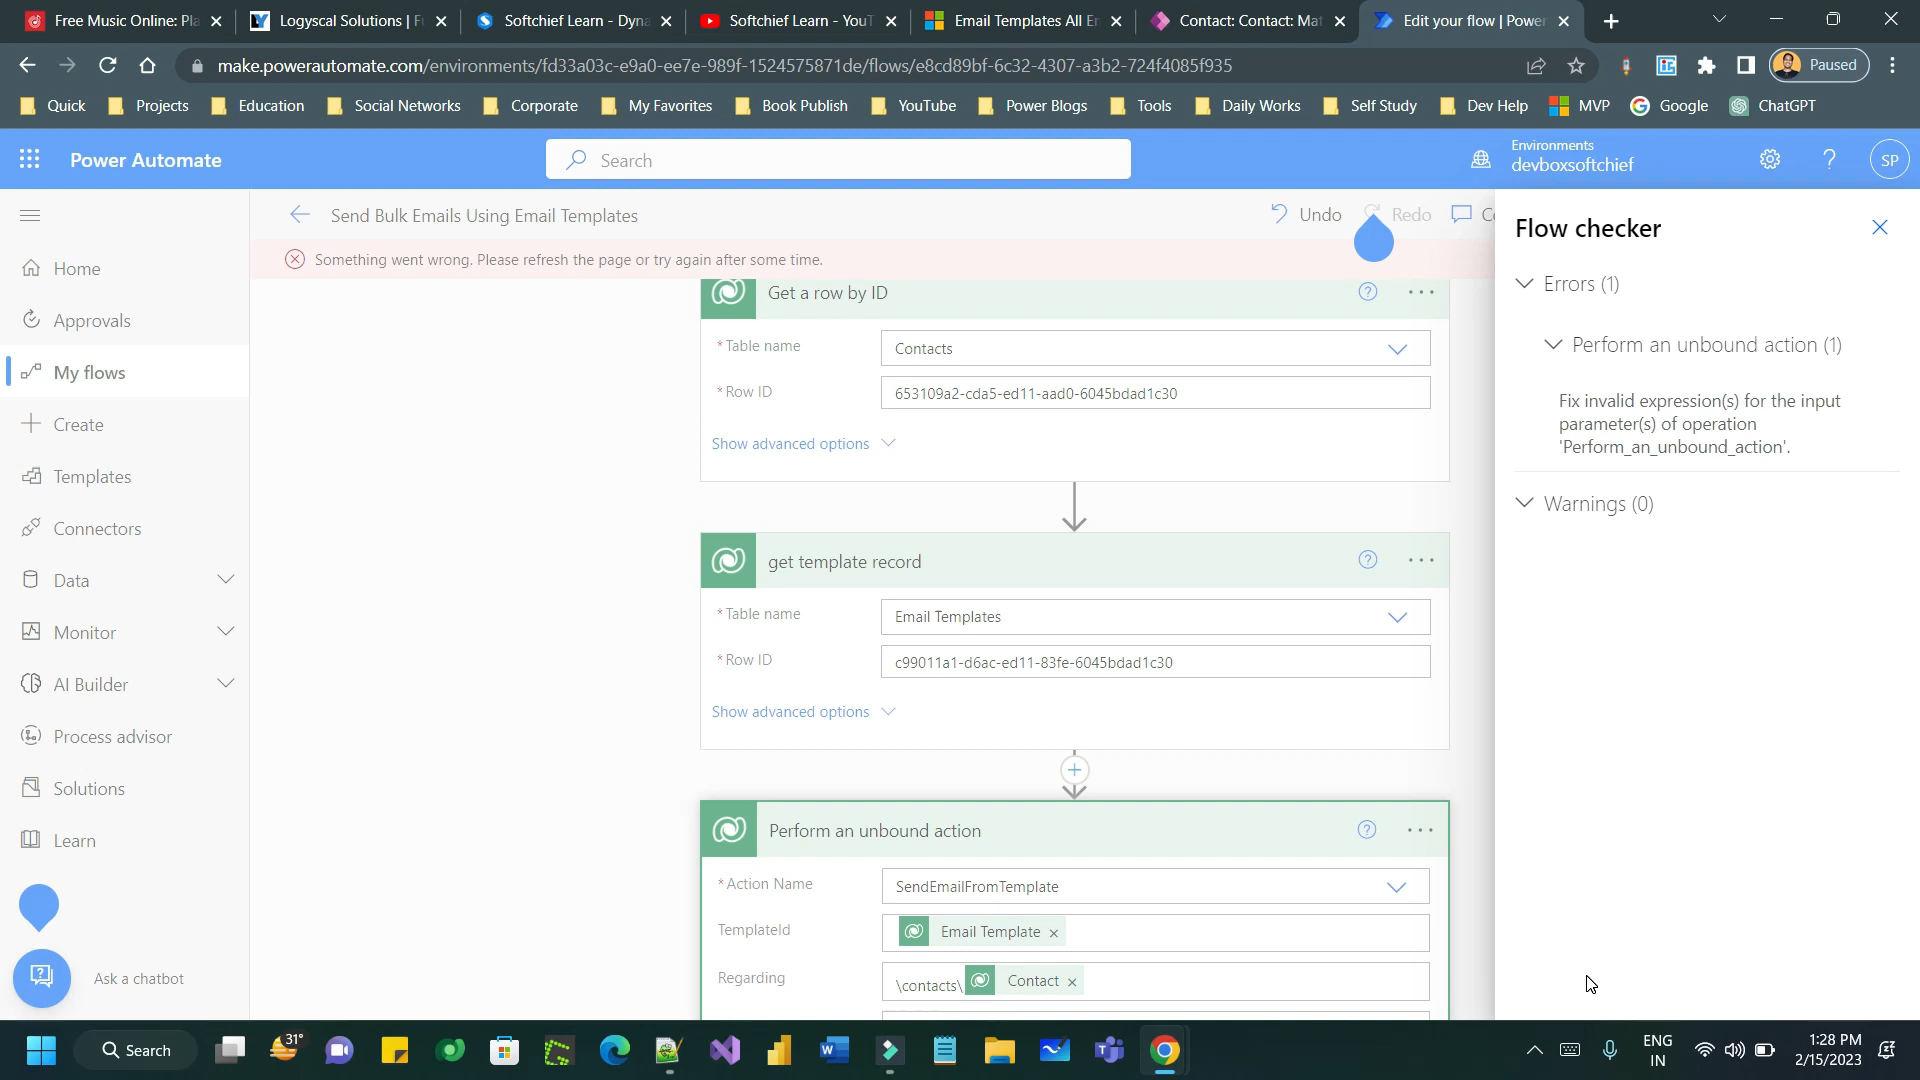 Free Music Online: Pla
Logyscal Solutions | F
Softchief Learn - Dyna
Softchief Learn - YouT
Email Templates All E
Contact: Contact: Mat
Edit your flow | Power
make.powerautomate.com/environments/fd33a03c-e9a0-ee7e-989f-1524575871de/flows/e8cd89bf-6c32-4307-a3b2-724f4085f935
Paused
Quick
Projects
Education
Social Networks
Corporate
My Favorites
Book Publish
YouTube
Power Blogs
Tools
Daily Works
Self Study
Dev Help
MVP
Google
ChatGPT
Power Automate
Search
Environments
devboxsoftchief
SP
Send Bulk Emails Using Email Templates
Undo
Redo
Something went wrong. Please refresh the page or try again after some time.
Home
Approvals
My flows
Create
Templates
Connectors
Data
Monitor
AI Builder
Process advisor
Solutions
Learn
Ask a chatbot
Get a row by ID
* Table name
Contacts
* Row ID
653109a2-cda5-ed11-aad0-6045bdad1c30
Show advanced options
get template record
* Table name
Email Templates
* Row ID
c99011a1-d6ac-ed11-83fe-6045bdad1c30
Show advanced options
Perform an unbound action
* Action Name
SendEmailFromTemplate
TemplateId
Email Template
Regarding
\contacts\ Contact
Flow checker
Errors (1)
Perform an unbound action (1)
Fix invalid expression(s) for the input
parameter(s) of operation
'Perform_an_unbound_action'.
Warnings (0)
Search
31°
ENG
IN
1:28 PM
2/15/2023